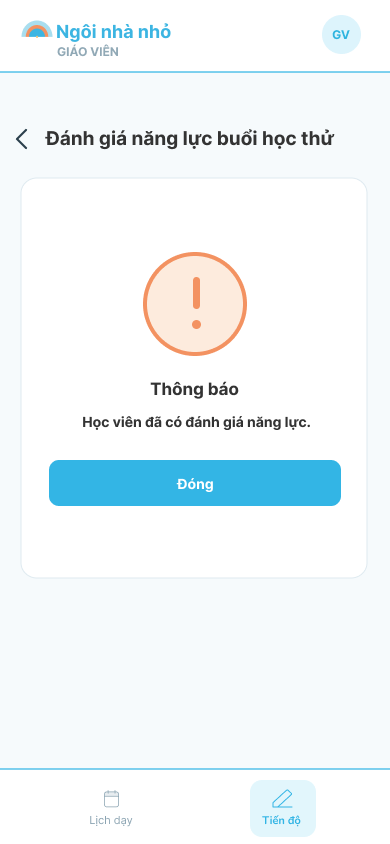 Ngôi nhà nhỏ
GIÁO VIÊN
GV
Đánh giá năng lực buổi học thử
Thông báo
Học viên đã có đánh giá năng lực.
Đóng
Lịch dạy
Tiến độ